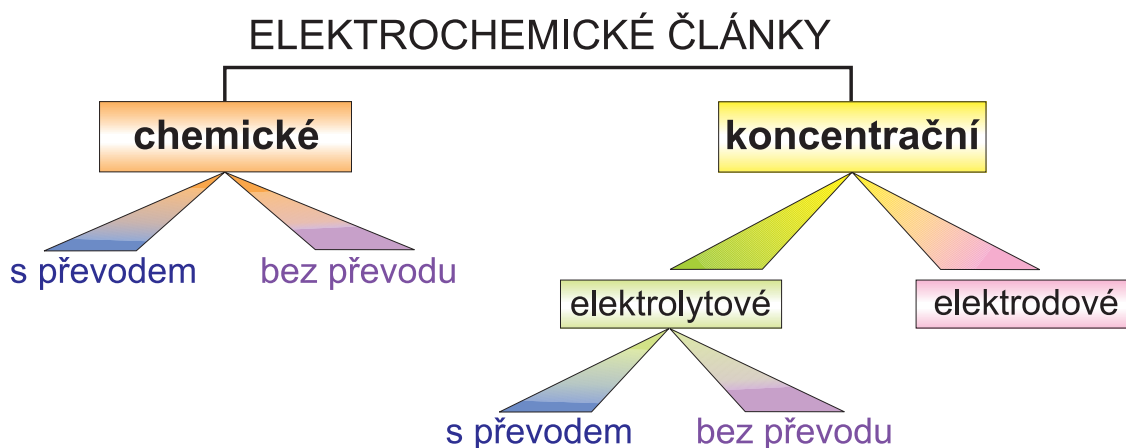 ELEKTROCHEMICKÉ ČLÁNKY
chemické
koncentrační
s převodem
bez převodu
elektrolytové
elektrodové
s převodem
bez převodu